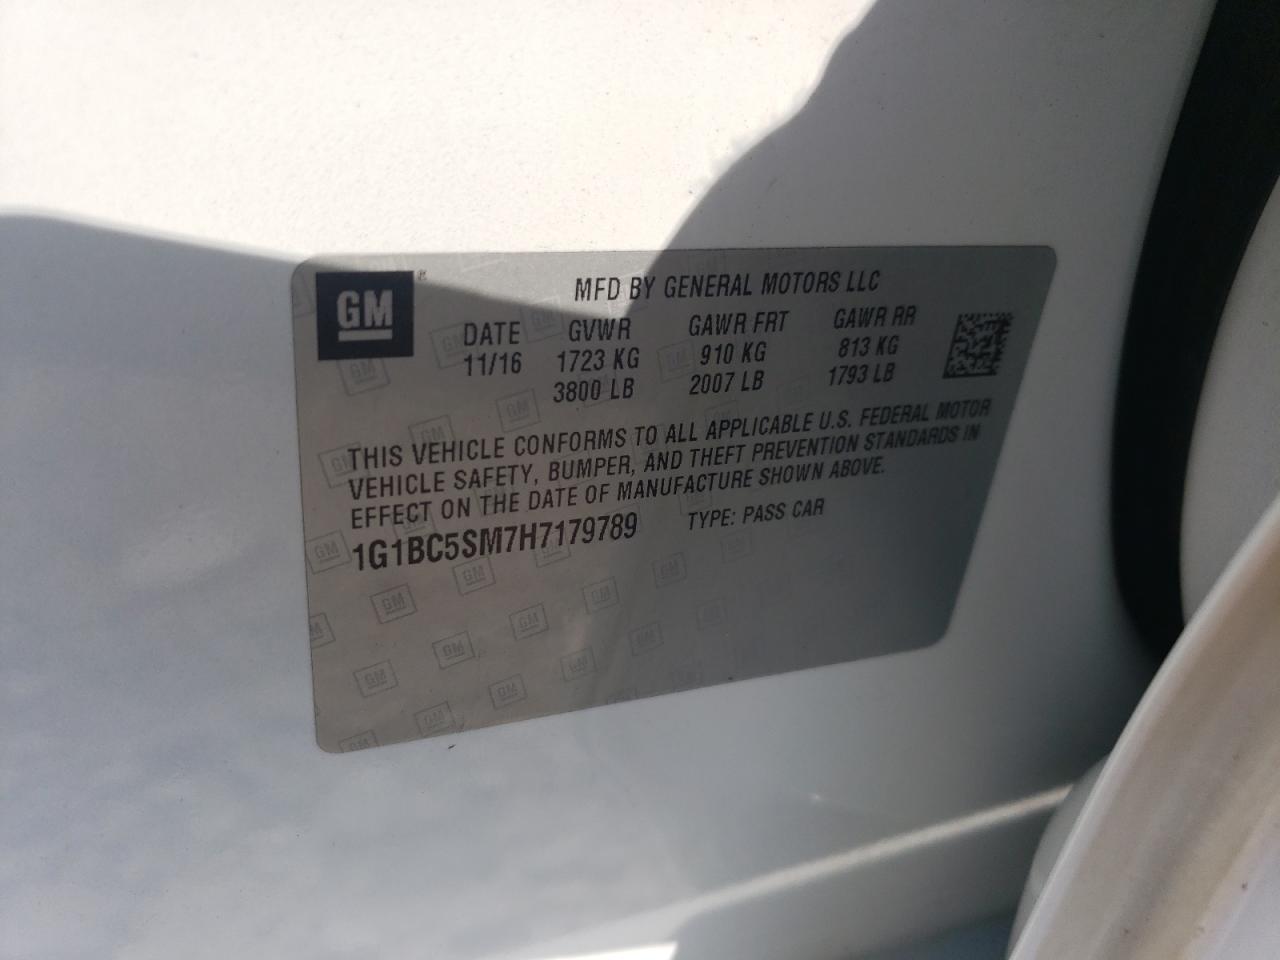 GM
MFD BY GENERAL MOTORS LLC
DATE GVWR GAWR FRT GAWR RR
11/16 1723 KG 910 KG 813 KG
3800 LB 2007 LB 1793 LB
THIS VEHICLE CONFORMS TO ALL APPLICABLE U.S. FEDERAL MOTOR
VEHICLE SAFETY, BUMPER, AND THEFT PREVENTION STANDARDS IN
EFFECT ON THE DATE OF MANUFACTURE SHOWN ABOVE.
1G1BC5SM7H7179789 TYPE: PASS CAR